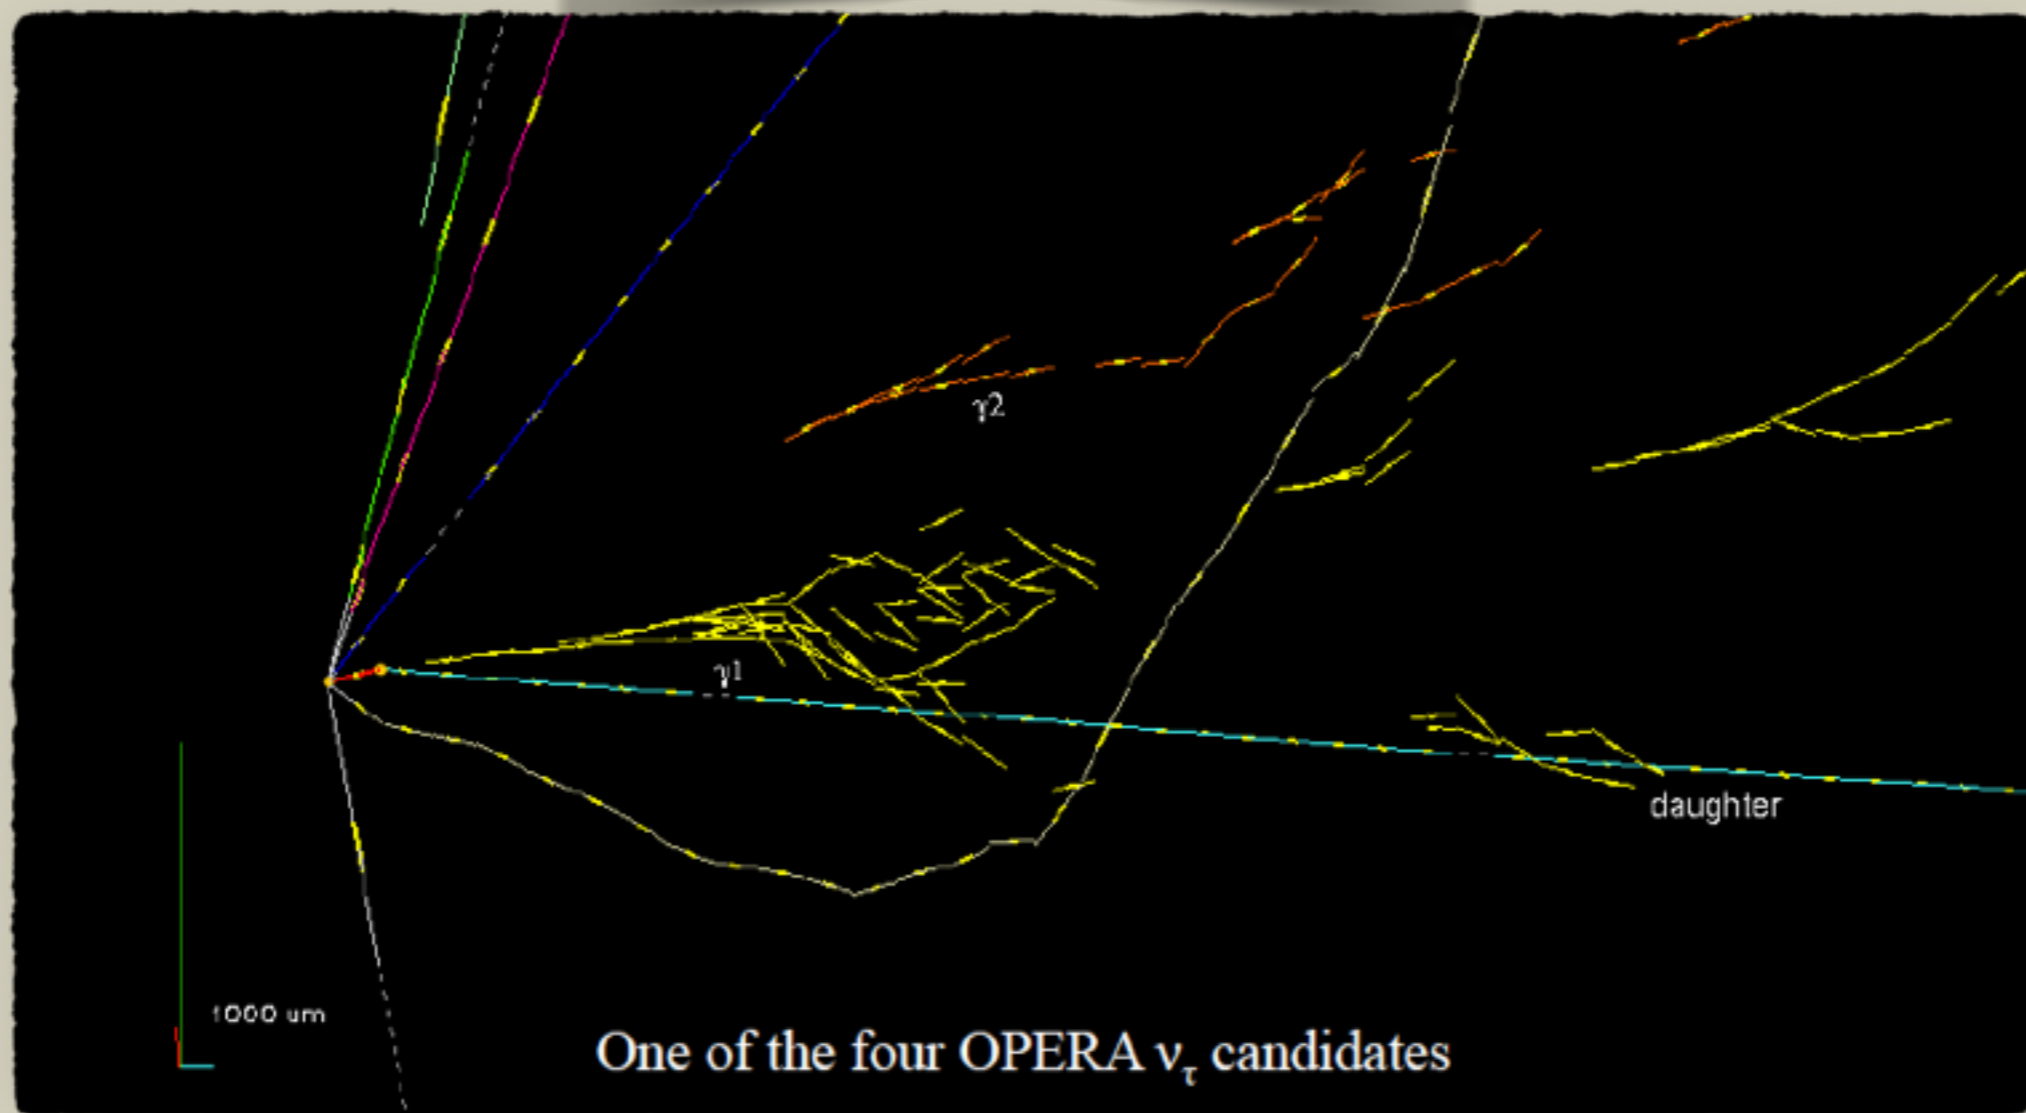 γ2
γ1
daughter
1000 um
One of the four OPERA ντ candidates